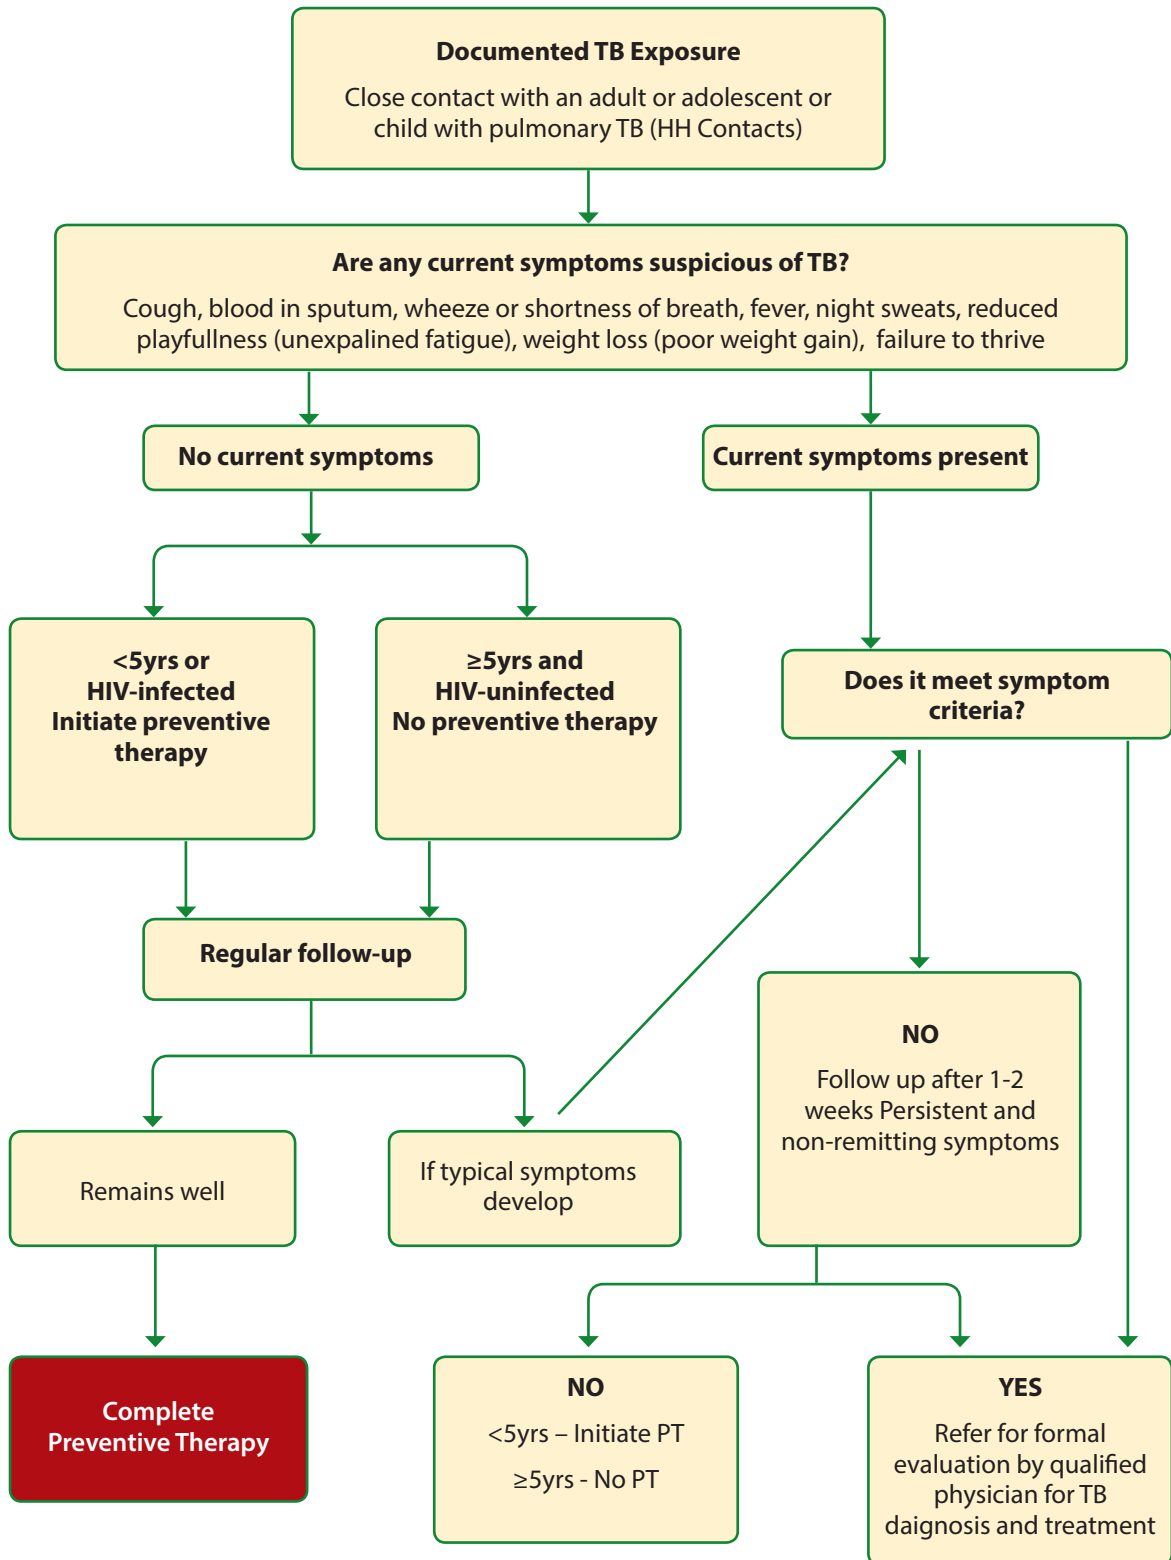 Documented TB Exposure
Close contact with an adult or adolescent or
child with pulmonary TB (HH Contacts)
Are any current symptoms suspicious of TB?
Cough, blood in sputum, wheeze or shortness of breath, fever, night sweats, reduced
playfullness (unexpalined fatigue), weight loss (poor weight gain), failure to thrive
No current symptoms
Current symptoms present
<5yrs or
HIV-infected
Initiate preventive
therapy
≥5yrs and
HIV-uninfected
No preventive therapy
Does it meet symptom
criteria?
Regular follow-up
NO
Follow up after 1-2
weeks Persistent and
non-remitting symptoms
Remains well
If typical symptoms
develop
Complete
Preventive Therapy
NO
<5yrs – Initiate PT
≥5yrs - No PT
YES
Refer for formal
evaluation by qualified
physician for TB
daignosis and treatment